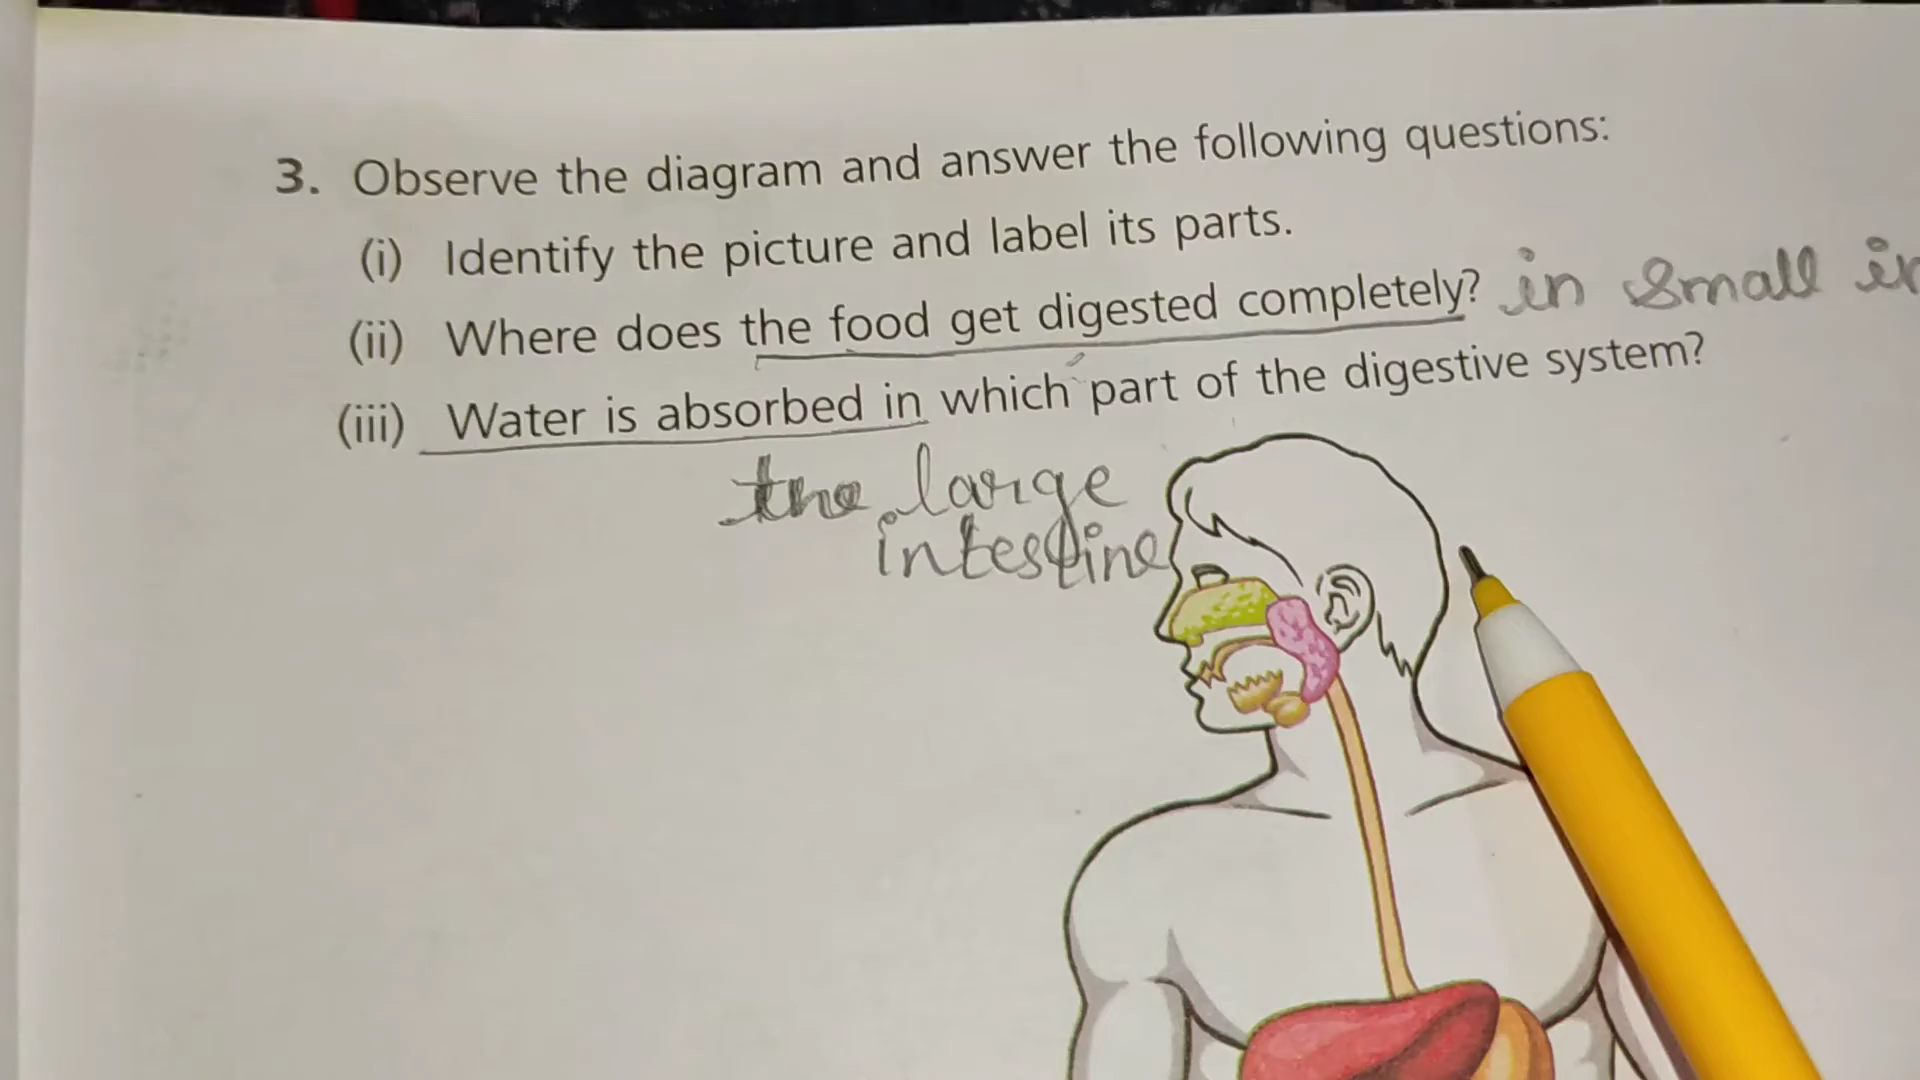 3. Observe the diagram and answer the following questions:
(i) Identify the picture and label its parts.
(ii) Where does the food get digested completely? in small in
(iii) Water is absorbed in which part of the digestive system?
the large
intestine